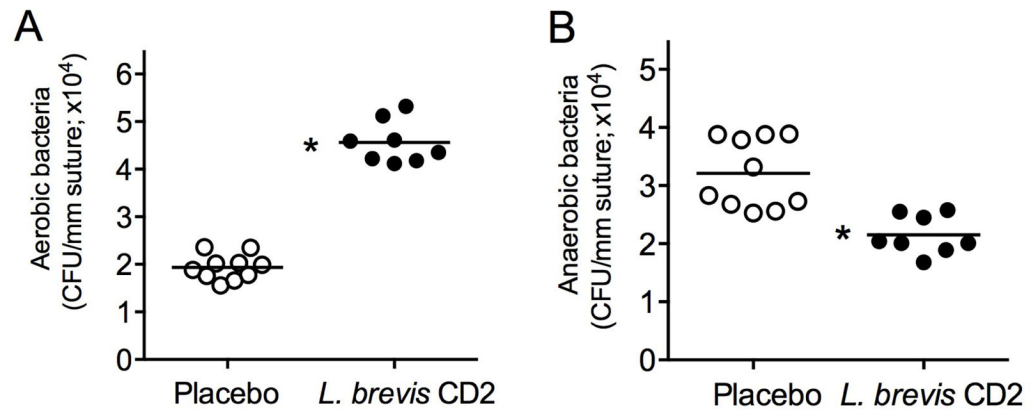 A
Aerobic bacteria
(CFU/mm suture; x10⁴)
6
5
4
3
2
1
0
*
Placebo
L. brevis CD2
B
Anaerobic bacteria
(CFU/mm suture; x10⁴)
5
4
3
2
1
0
*
Placebo
L. brevis CD2